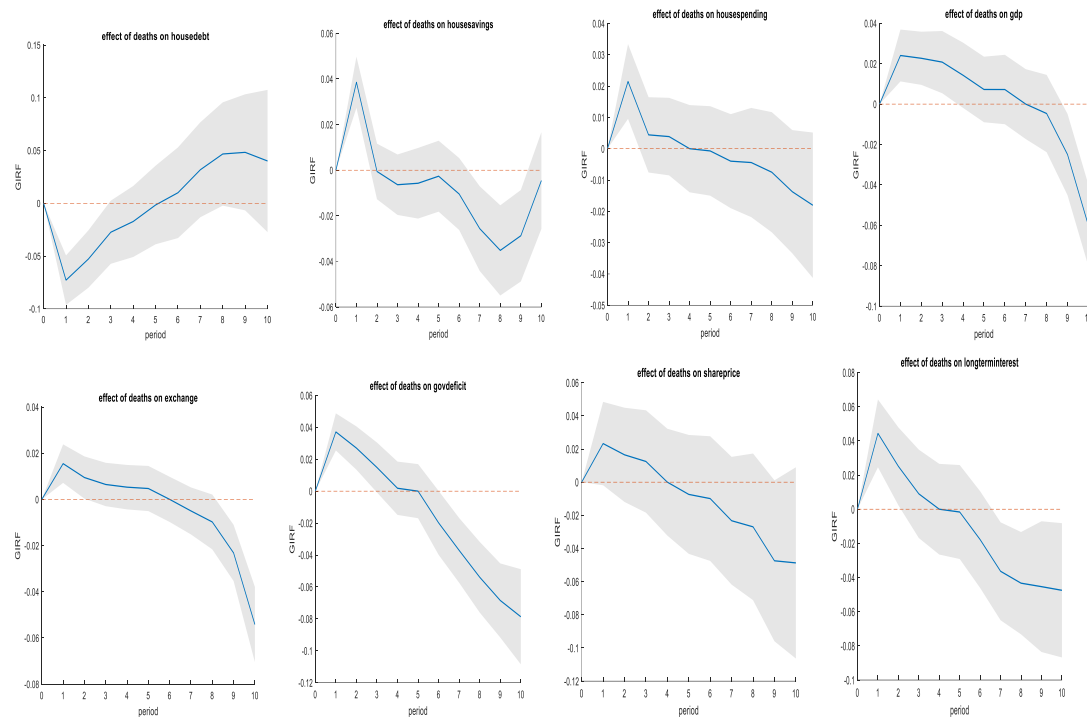 effect of deaths on housedebt
0.15
0.1
0.05
0
-0.05
-0.1
GIRF
0 1 2 3 4 5 6 7 8 9 10
period
effect of deaths on housesavings
0.06
0.04
0.02
0
-0.02
-0.04
-0.06
GIRF
0 1 2 3 4 5 6 7 8 9 10
period
effect of deaths on housespending
0.04
0.03
0.02
0.01
0
-0.01
-0.02
-0.03
-0.04
-0.05
GIRF
0 1 2 3 4 5 6 7 8 9 10
period
effect of deaths on gdp
0.04
0.02
0
-0.02
-0.04
-0.06
-0.08
-0.1
GIRF
0 1 2 3 4 5 6 7 8 9
period
effect of deaths on exchange
0.04
0.02
0
-0.02
-0.04
-0.06
-0.08
GIRF
0 1 2 3 4 5 6 7 8 9 10
period
effect of deaths on govdeficit
0.06
0.04
0.02
0
-0.02
-0.04
-0.06
-0.08
-0.1
-0.12
GIRF
0 1 2 3 4 5 6 7 8 9 10
period
effect of deaths on shareprice
0.06
0.04
0.02
0
-0.02
-0.04
-0.06
-0.08
-0.1
-0.12
GIRF
0 1 2 3 4 5 6 7 8 9 10
period
effect of deaths on longterminterest
0.08
0.06
0.04
0.02
0
-0.02
-0.04
-0.06
-0.08
-0.1
GIRF
0 1 2 3 4 5 6 7 8 9 10
period